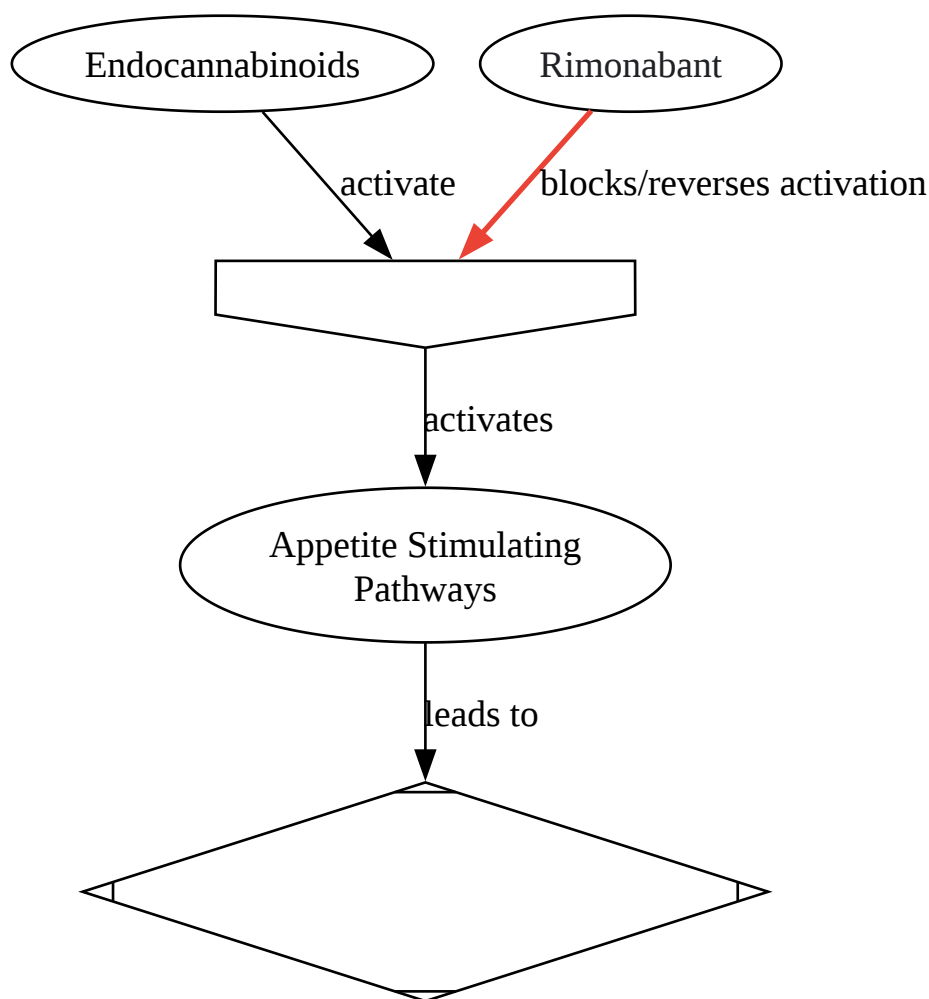 Endocannabinoids
Rimonabant
activate
blocks/reverses activation
activates
Appetite Stimulating
Pathways
leads to